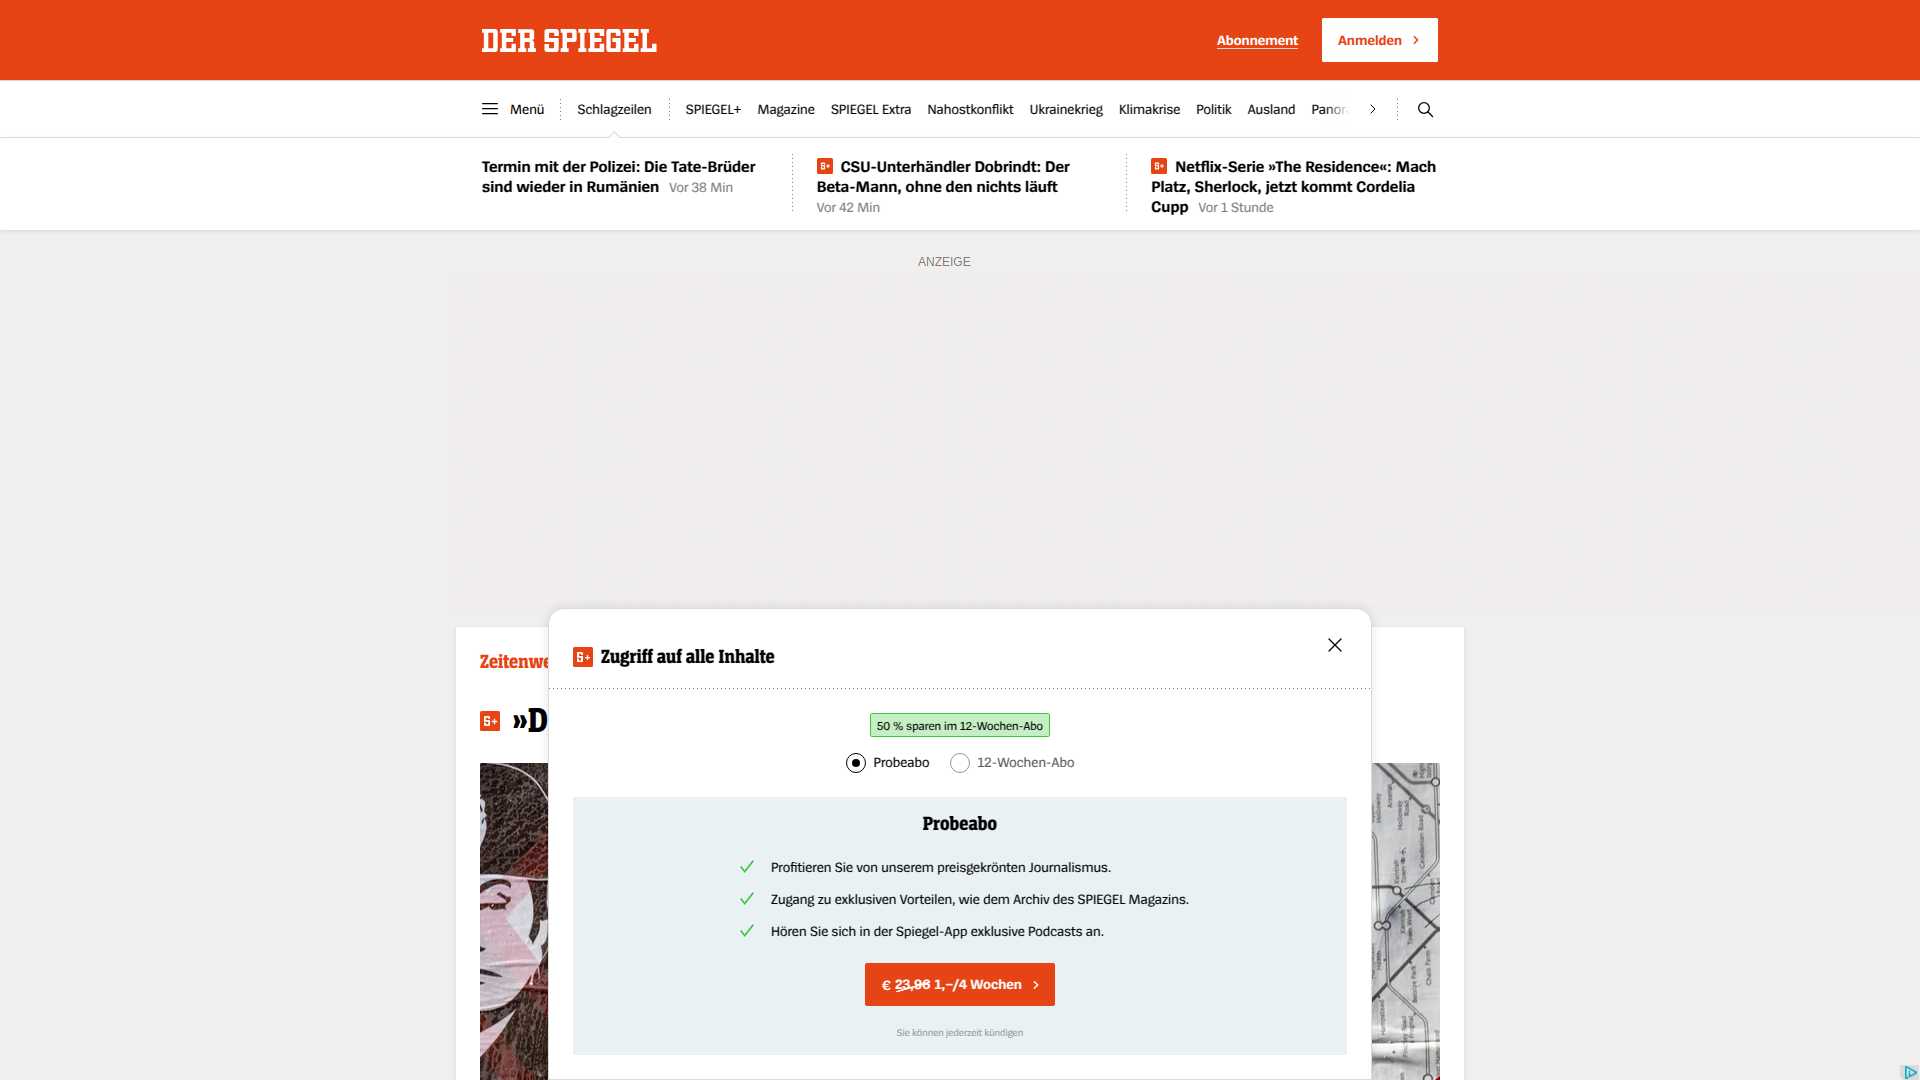 DER SPIEGEL
Abonnement
Anmelden
Menü
Schlagzeilen
SPIEGEL+
Magazine
SPIEGEL Extra
Nahostkonflikt
Ukrainekrieg
Klimakrise
Politik
Ausland
Termin mit der Polizei: Die Tate-Brüder
sind wieder in Rumänien Vor 38 Min
CSU-Unterhändler Dobrindt: Der
Beta-Mann, ohne den nichts läuft
Vor 42 Min
Netflix-Serie »The Residence«: Mach
Platz, Sherlock, jetzt kommt Cordelia
Cupp Vor 1 Stunde
ANZEIGE
Zugriff auf alle Inhalte
50 % sparen im 12-Wochen-Abo
Probeabo
12-Wochen-Abo
Probeabo
Profitieren Sie von unserem preisgekrönten Journalismus.
Zugang zu exklusiven Vorteilen, wie dem Archiv des SPIEGEL Magazins.
Hören Sie sich in der Spiegel-App exklusive Podcasts an.
€ 23,96 1,–/4 Wochen
Sie können jederzeit kündigen